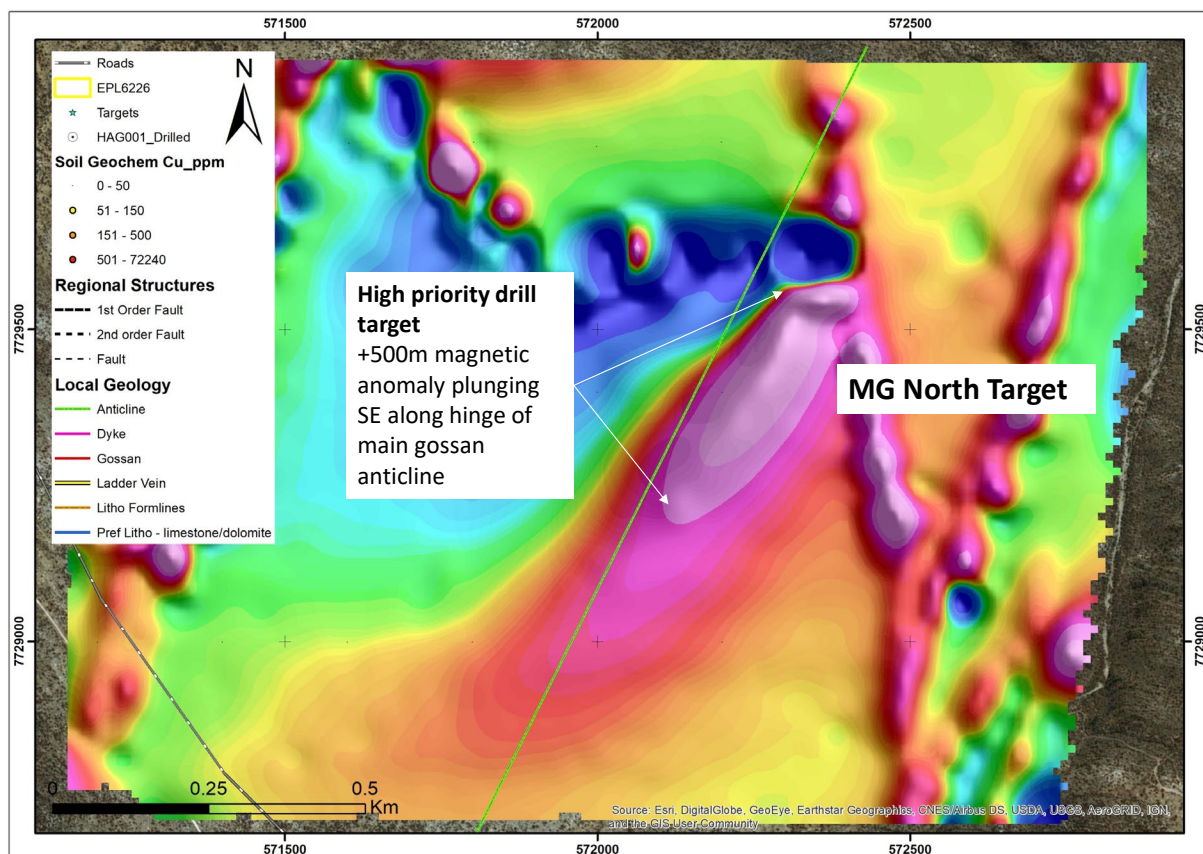 571500
572000
572500
Roads
EPL6226
Targets
HAG001_Drilled
Soil Geochem Cu_ppm
0 - 50
51 - 150
151 - 500
501 - 72240
Regional Structures
1st Order Fault
2nd order Fault
Fault
Local Geology
Anticline
Dyke
Gossan
Ladder Vein
Litho Formlines
Pref Litho - limestone/dolomite
N
7729500
7729500
High priority drill
target
+500m magnetic
anomaly plunging
SE along hinge of
main gossan
anticline
MG North Target
7729000
7729000
0
0.25
0.5
Km
Source: Esri, DigitalGlobe, GeoEye, Earthstar Geographics, CNES/Airbus DS, USDA, USGS, AeroGRID, IGN,
and the GIS User Community
571500
572000
572500